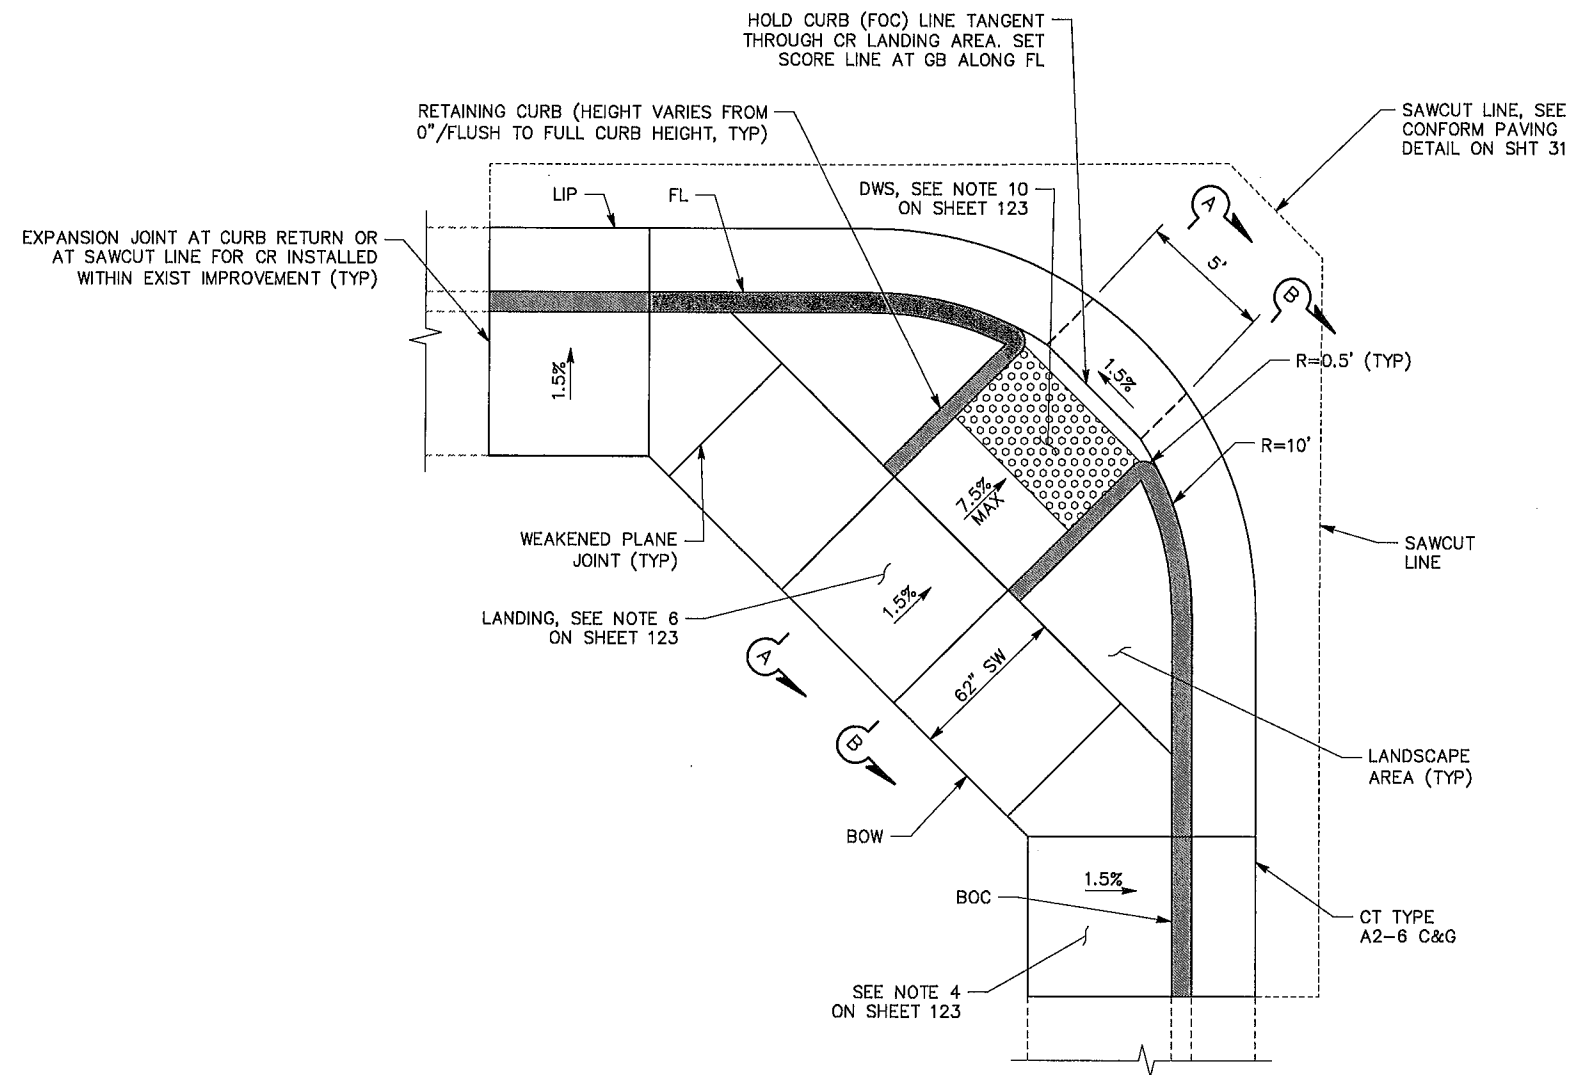 HOLD CURB (FOC) LINE TANGENT
THROUGH CR LANDING AREA. SET
SCORE LINE AT GB ALONG FL
RETAINING CURB (HEIGHT VARIES FROM
0"/FLUSH TO FULL CURB HEIGHT, TYP)
SAWCUT LINE, SEE
CONFORM PAVING
DETAIL ON SHT 31
LIP
FL
DWS, SEE NOTE 10
ON SHEET 123
A
5'
B
EXPANSION JOINT AT CURB RETURN OR
AT SAWCUT LINE FOR CR INSTALLED
WITHIN EXIST IMPROVEMENT (TYP)
1.5%
1.5%
R=0.5' (TYP)
R=10'
7.5%
MAX
WEAKENED PLANE
JOINT (TYP)
SAWCUT
LINE
1.5%
LANDING, SEE NOTE 6
ON SHEET 123
A
62" SW
B
LANDSCAPE
AREA (TYP)
BOW
1.5%
BOC
CT TYPE
A2-6 C&G
SEE NOTE 4
ON SHEET 123